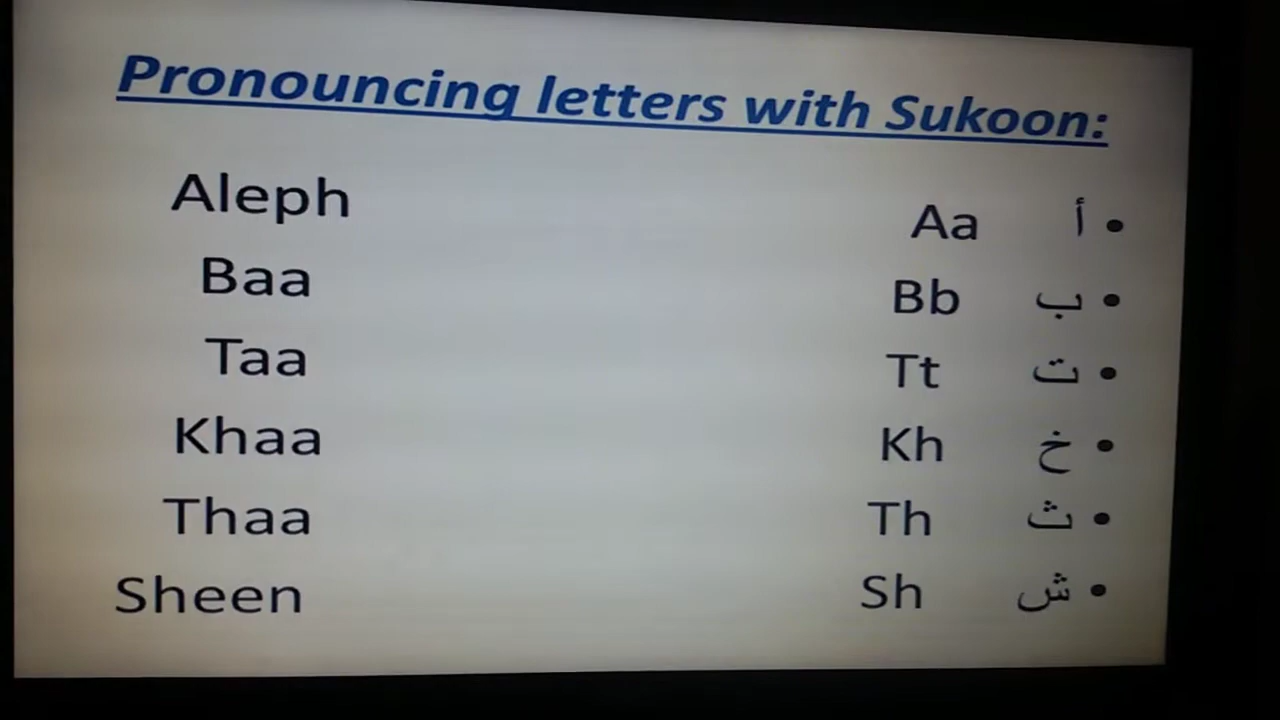 Pronouncing letters with Sukoon:
Aleph Aa أ •
Baa Bb ب •
Taa Tt ت •
Khaa Kh خ •
Thaa Th ث •
Sheen Sh ش •